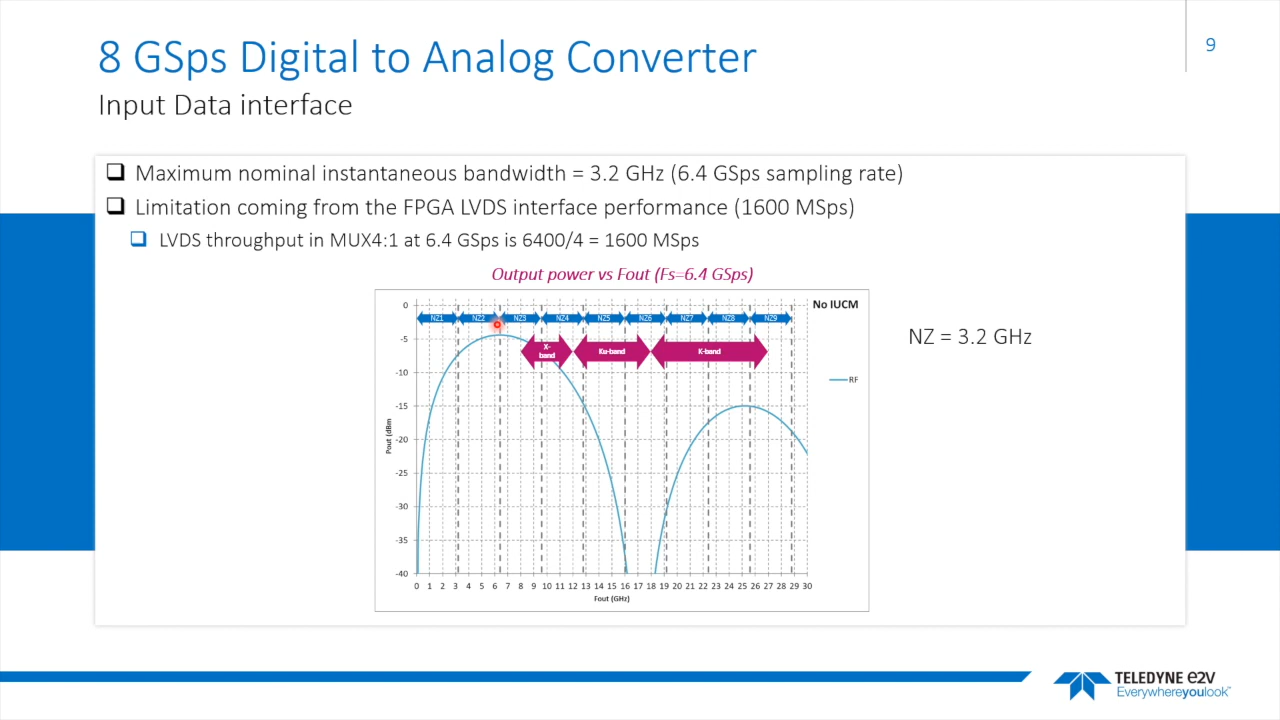 8 GSps Digital to Analog Converter
9
Input Data interface
Maximum nominal instantaneous bandwidth = 3.2 GHz (6.4 GSps sampling rate)
Limitation coming from the FPGA LVDS interface performance (1600 MSps)
LVDS throughput in MUX4:1 at 6.4 GSps is 6400/4 = 1600 MSps
Output power vs Fout (Fs=6.4 GSps)
No IUCM
NZ1 NZ2 NZ3 NZ4 NZ5 NZ6 NZ7 NZ8 NZ9
X-
band
Ku-band
K-band
NZ = 3.2 GHz
RF
0
-5
-10
-15
-20
-25
-30
-35
-40
Pout (dBm
0 1 2 3 4 5 6 7 8 9 10 11 12 13 14 15 16 17 18 19 20 21 22 23 24 25 26 27 28 29 30
Fout (GHz)
TELEDYNE e2v
Everywhereyoulook™